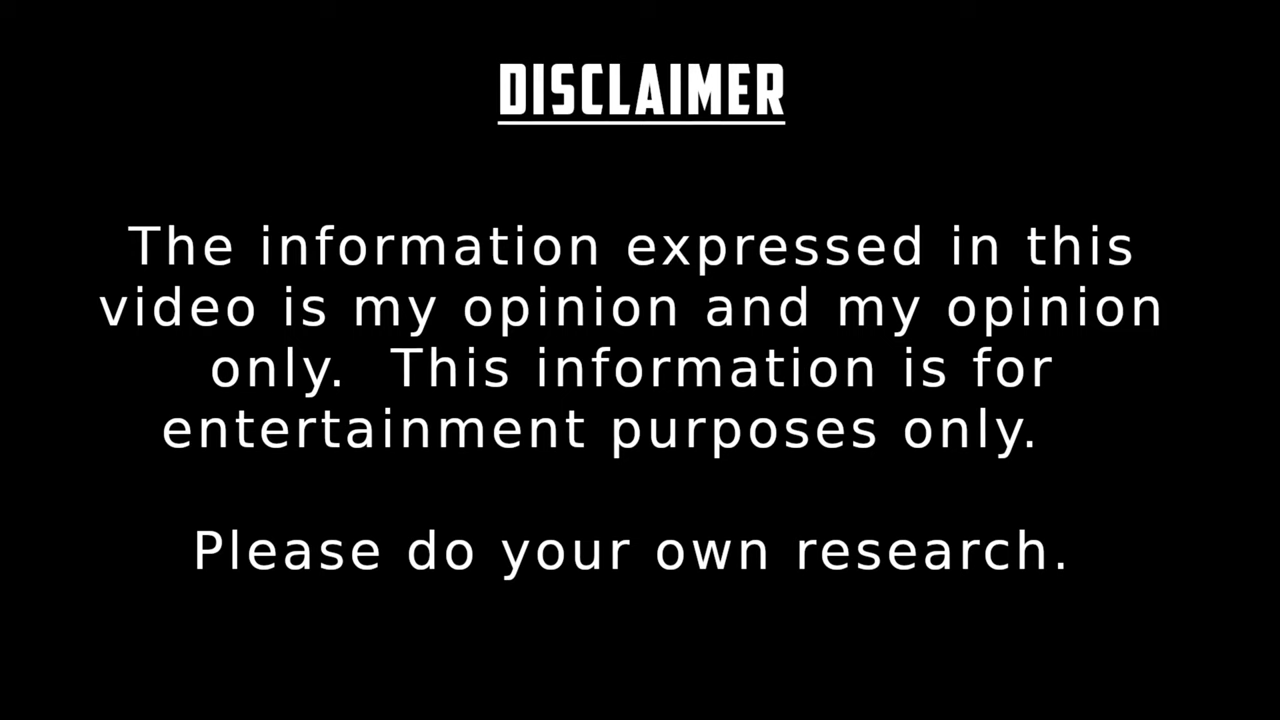 DISCLAIMER
The information expressed in this
video is my opinion and my opinion
only.  This information is for
entertainment purposes only.
Please do your own research.